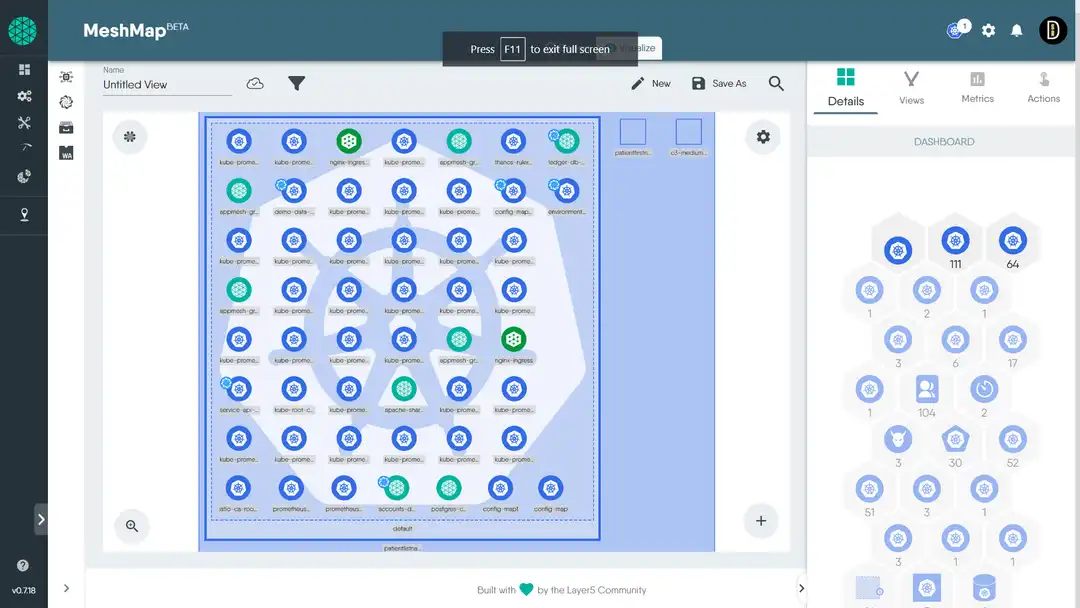 MeshMapBETA
Press F11 to exit full screen
1
Name
Untitled View
New
Save As
Details
Views
Metrics
Actions
DASHBOARD
WA
kube-prome... kube-prome... nginx-ingres... kube-prome... appmesh-gr... thanos-ruler... ledger-db-...
patientfirstn... c3-medium...
appmesh-gr... demo-data-... kube-prome... kube-prome... kube-prome... config-map... environment...
kube-prome... kube-prome... kube-prome... kube-prome... kube-prome... kube-prome...
appmesh-gr... kube-prome... kube-prome... kube-prome... kube-prome... kube-prome...
kube-prome... kube-prome... kube-prome... kube-prome... appmesh-gr... nginx-ingress
service-api-... kube-root-c... kube-prome... apache-shar... kube-prome... kube-prome...
kube-prome... kube-prome... kube-prome... kube-prome... kube-prome... kube-prome...
istio-ca-roo... prometheus... prometheus... accounts-d... postgres-c... config-map1 config-map
default
patientfirstna...
111 64
1 2 1
3 6 17
1 104 2
3 30 52
51 3 1
3 1 1
v0.7.18
Built with by the Layer5 Community